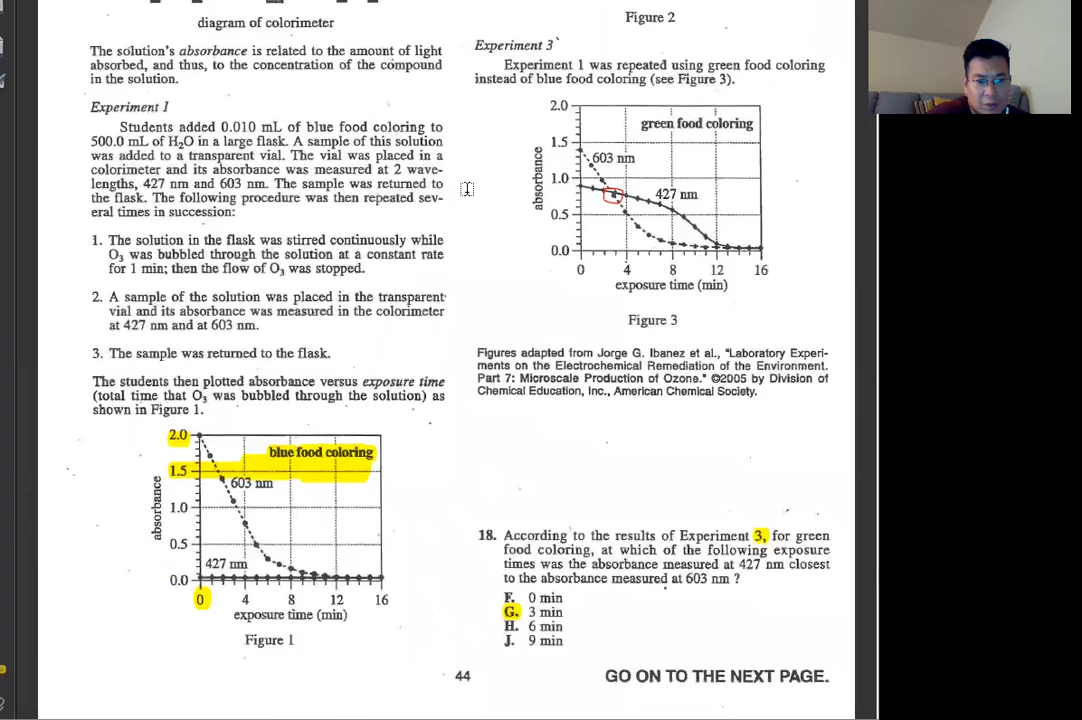 diagram of colorimeter
The solution's absorbance is related to the amount of light
absorbed, and thus, to the concentration of the compound
in the solution.
Experiment 1
Students added 0.010 mL of blue food coloring to
500.0 mL of H₂O in a large flask. A sample of this solution
was added to a transparent vial. The vial was placed in a
colorimeter and its absorbance was measured at 2 wave-
lengths, 427 nm and 603 nm. The sample was returned to
the flask. The following procedure was then repeated sev-
eral times in succession:
1. The solution in the flask was stirred continuously while
O₃ was bubbled through the solution at a constant rate
for 1 min; then the flow of O₃ was stopped.
2. A sample of the solution was placed in the transparent
vial and its absorbance was measured in the colorimeter
at 427 nm and at 603 nm.
3. The sample was returned to the flask.
The students then plotted absorbance versus exposure time
(total time that O₃ was bubbled through the solution) as
shown in Figure 1.
2.0
blue food coloring
1.5
603 nm
absorbance
1.0
0.5
427 nm
0.0
0 4 8 12 16
exposure time (min)
Figure 1
Figure 2
Experiment 3
Experiment 1 was repeated using green food coloring
instead of blue food coloring (see Figure 3).
2.0
green food coloring
1.5
603 nm
absorbance
1.0
427 nm
0.5
0.0
0 4 8 12 16
exposure time (min)
Figure 3
Figures adapted from Jorge G. Ibanez et al., "Laboratory Experi-
ments on the Electrochemical Remediation of the Environment.
Part 7: Microscale Production of Ozone." ©2005 by Division of
Chemical Education, Inc., American Chemical Society.
18. According to the results of Experiment 3, for green
food coloring, at which of the following exposure
times was the absorbance measured at 427 nm closest
to the absorbance measured at 603 nm ?
F. 0 min
G. 3 min
H. 6 min
J. 9 min
44
GO ON TO THE NEXT PAGE.